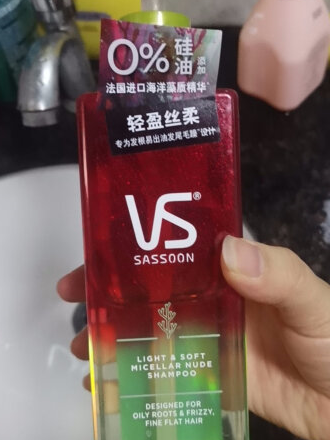 0%硅油添加
法国进口海洋藻质精华*
轻盈丝柔
专为发根易出油发尾毛躁*设计
VS®
SASSOON
LIGHT & SOFT
MICELLAR NUDE
SHAMPOO
DESIGNED FOR
OILY ROOTS & FRIZZY,
FINE FLAT HAIR